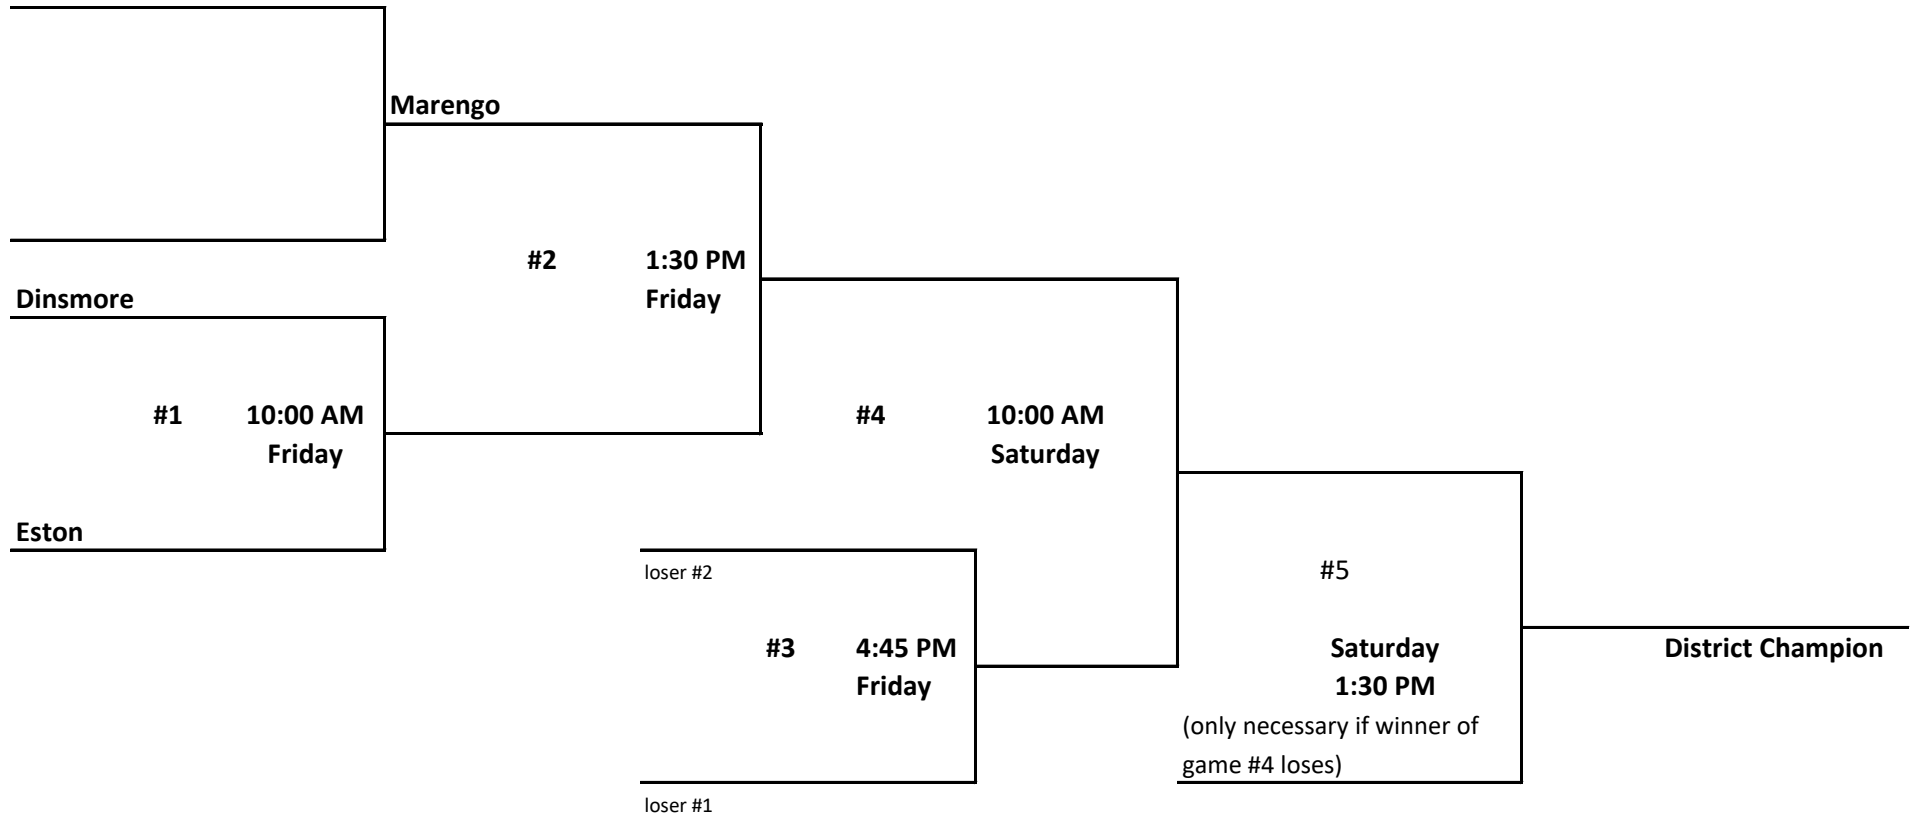 Marengo
#2 1:30 PM
Friday
Dinsmore
#1 10:00 AM
Friday
Eston
#4 10:00 AM
Saturday
loser #2
#3 4:45 PM
Friday
loser #1
#5
Saturday
1:30 PM
(only necessary if winner of
game #4 loses)
District Champion